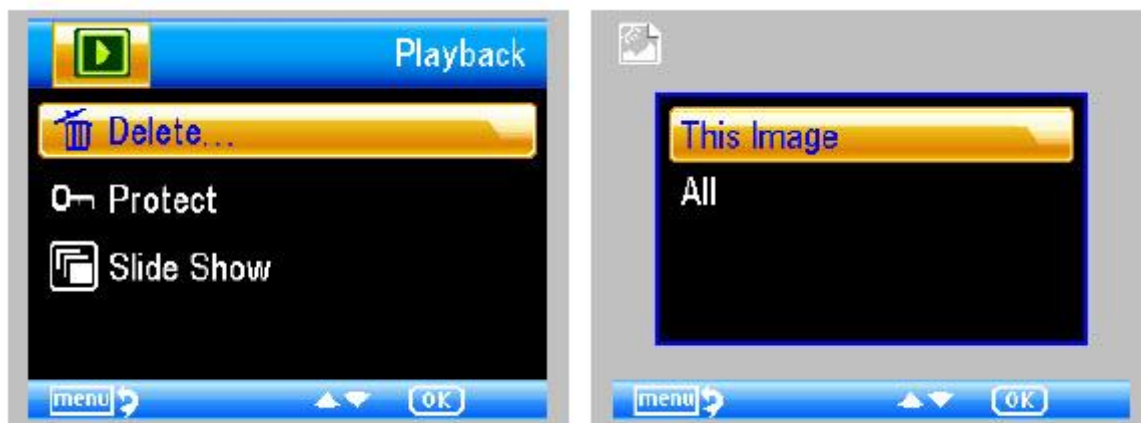 Playback
Delete...
Protect
Slide Show
menu
OK
This Image
All
menu
OK